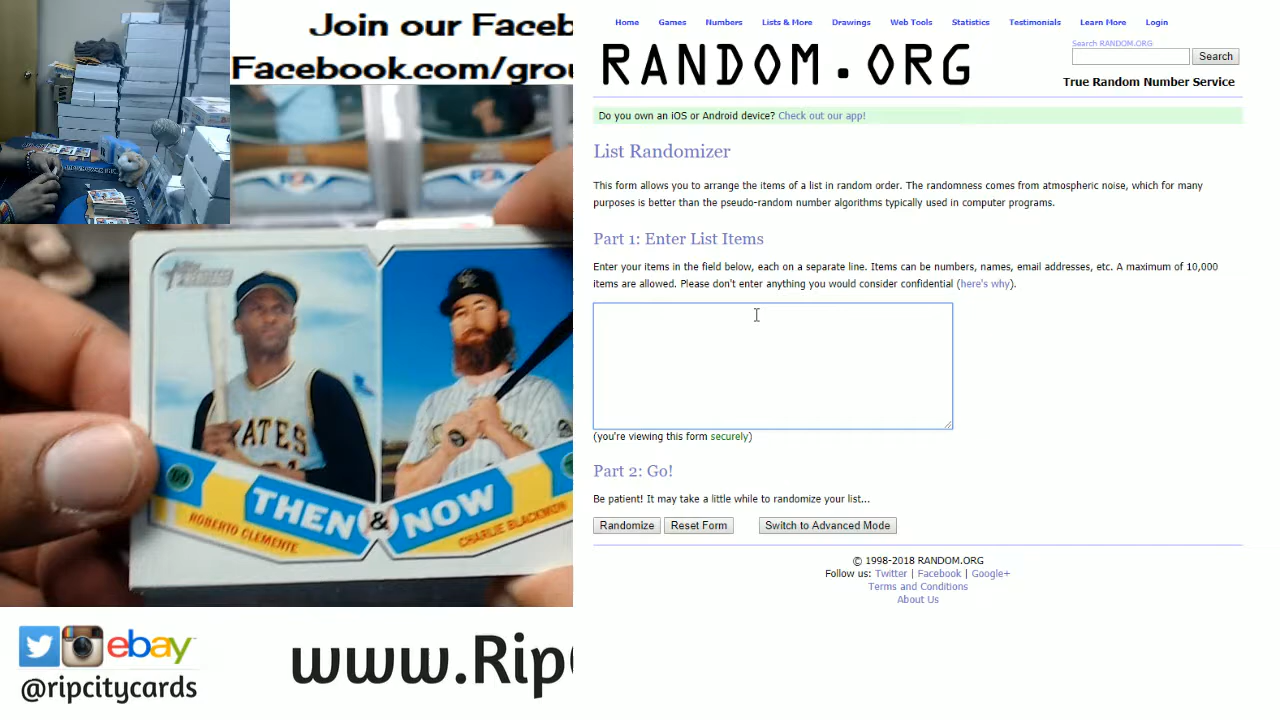 Join our Faceb
Facebook.com/grou
THEN & NOW
ROBERTO CLEMENTE
CHARLIE BLACKMON
ATES
ebay
@ripcitycards
www.Rip
Home Games Numbers Lists & More Drawings Web Tools Statistics Testimonials Learn More Login
RANDOM.ORG
Search RANDOM.ORG
Search
True Random Number Service
Do you own an iOS or Android device? Check out our app!
List Randomizer
This form allows you to arrange the items of a list in random order. The randomness comes from atmospheric noise, which for many
purposes is better than the pseudo-random number algorithms typically used in computer programs.
Part 1: Enter List Items
Enter your items in the field below, each on a separate line. Items can be numbers, names, email addresses, etc. A maximum of 10,000
items are allowed. Please don't enter anything you would consider confidential (here's why).
(you're viewing this form securely)
Part 2: Go!
Be patient! It may take a little while to randomize your list...
Randomize Reset Form Switch to Advanced Mode
© 1998-2018 RANDOM.ORG
Follow us: Twitter | Facebook | Google+
Terms and Conditions
About Us